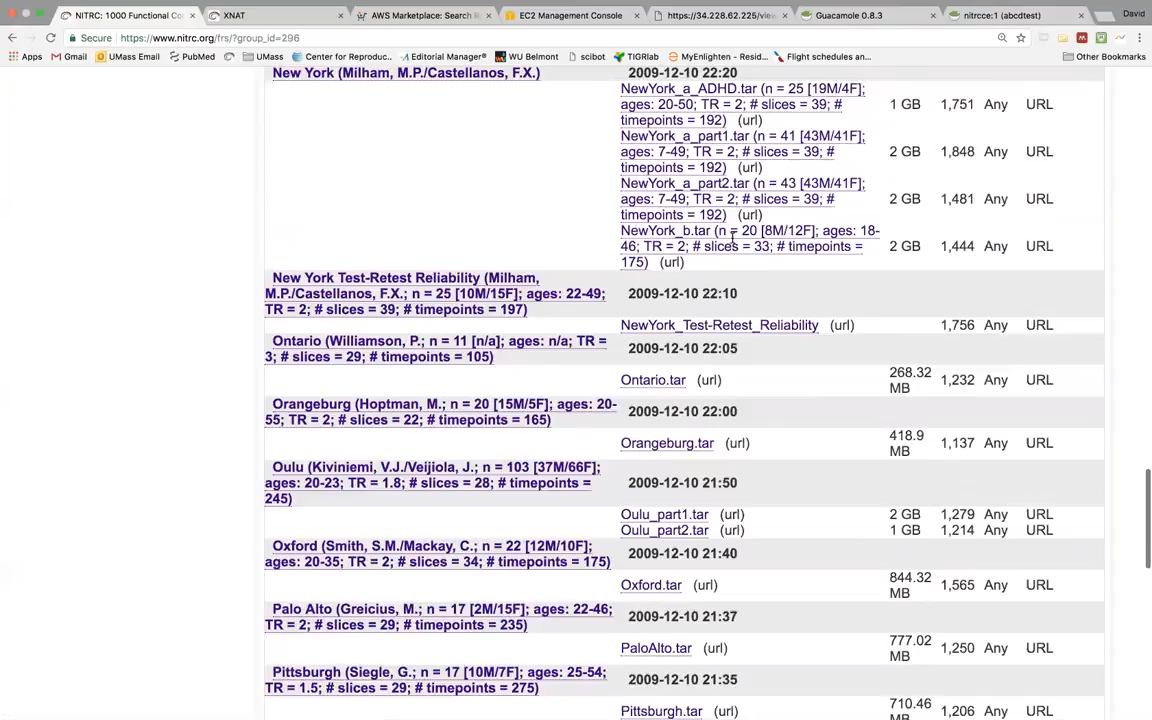 NITRC: 1000 Functional Co
XNAT
AWS Marketplace: Search R
EC2 Management Console
https://34.228.62.225/view
Guacamole 0.8.3
nitrcce:1 (abcdtest)
David
Secure https://www.nitrc.org/frs/?group_id=296
Apps
Gmail
UMass Email
PubMed
UMass
Center for Reproduc..
Editorial Manager®
WU Belmont
scibot
TIGRlab
MyEnlighten - Resid...
Flight schedules an...
Other Bookmarks
New York (Milham, M.P./Castellanos, F.X.) 2009-12-10 22:20
NewYork_a_ADHD.tar (n = 25 [19M/4F];
ages: 20-50; TR = 2; # slices = 39; # 1 GB 1,751 Any URL
timepoints = 192) (url)
NewYork_a_part1.tar (n = 41 [43M/41F];
ages: 7-49; TR = 2; # slices = 39; # 2 GB 1,848 Any URL
timepoints = 192) (url)
NewYork_a_part2.tar (n = 43 [43M/41F];
ages: 7-49; TR = 2; # slices = 39; # 2 GB 1,481 Any URL
timepoints = 192) (url)
NewYork_b.tar (n = 20 [8M/12F]; ages: 18-
46; TR = 2; # slices = 33; # timepoints = 2 GB 1,444 Any URL
175) (url)
New York Test-Retest Reliability (Milham,
M.P./Castellanos, F.X.; n = 25 [10M/15F]; ages: 22-49; 2009-12-10 22:10
TR = 2; # slices = 39; # timepoints = 197)
NewYork_Test-Retest_Reliability (url) 1,756 Any URL
Ontario (Williamson, P.; n = 11 [n/a]; ages: n/a; TR = 2009-12-10 22:05
3; # slices = 29; # timepoints = 105)
Ontario.tar (url) 268.32 MB 1,232 Any URL
Orangeburg (Hoptman, M.; n = 20 [15M/5F]; ages: 20- 2009-12-10 22:00
55; TR = 2; # slices = 22; # timepoints = 165)
Orangeburg.tar (url) 418.9 MB 1,137 Any URL
Oulu (Kiviniemi, V.J./Veijiola, J.; n = 103 [37M/66F];
ages: 20-23; TR = 1.8; # slices = 28; # timepoints = 2009-12-10 21:50
245)
Oulu_part1.tar (url) 2 GB 1,279 Any URL
Oulu_part2.tar (url) 1 GB 1,214 Any URL
Oxford (Smith, S.M./Mackay, C.; n = 22 [12M/10F]; 2009-12-10 21:40
ages: 20-35; TR = 2; # slices = 34; # timepoints = 175)
Oxford.tar (url) 844.32 MB 1,565 Any URL
Palo Alto (Greicius, M.; n = 17 [2M/15F]; ages: 22-46; 2009-12-10 21:37
TR = 2; # slices = 29; # timepoints = 235)
PaloAlto.tar (url) 777.02 MB 1,250 Any URL
Pittsburgh (Siegle, G.; n = 17 [10M/7F]; ages: 25-54; 2009-12-10 21:35
TR = 1.5; # slices = 29; # timepoints = 275)
Pittsburgh.tar (url) 710.46 MB 1,206 Any URL